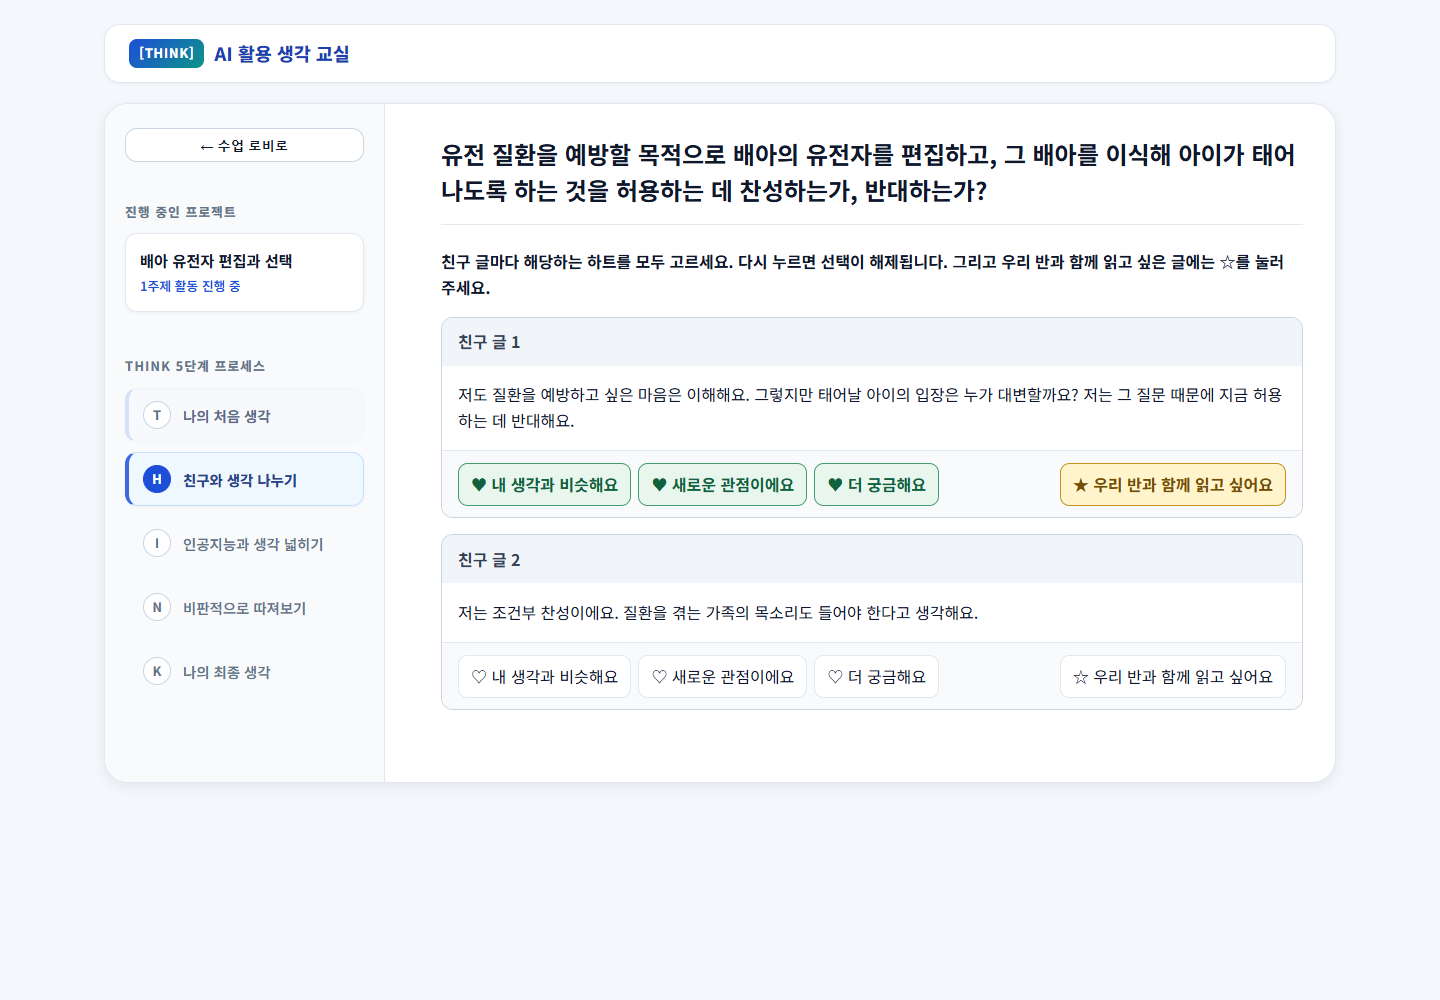 [THINK] AI 활용 생각 교실
← 수업 로비로
진행 중인 프로젝트
배아 유전자 편집과 선택
1주제 활동 진행 중
THINK 5단계 프로세스
T 나의 처음 생각
H 친구와 생각 나누기
I 인공지능과 생각 넓히기
N 비판적으로 따져보기
K 나의 최종 생각
유전 질환을 예방할 목적으로 배아의 유전자를 편집하고, 그 배아를 이식해 아이가 태어
나도록 하는 것을 허용하는 데 찬성하는가, 반대하는가?
친구 글마다 해당하는 하트를 모두 고르세요. 다시 누르면 선택이 해제됩니다. 그리고 우리 반과 함께 읽고 싶은 글에는 ☆를 눌러
주세요.
친구 글 1
저도 질환을 예방하고 싶은 마음은 이해해요. 그렇지만 태어날 아이의 입장은 누가 대변할까요? 저는 그 질문 때문에 지금 허용
하는 데 반대해요.
♥ 내 생각과 비슷해요 ♥ 새로운 관점이에요 ♥ 더 궁금해요 ★ 우리 반과 함께 읽고 싶어요
친구 글 2
저는 조건부 찬성이에요. 질환을 겪는 가족의 목소리도 들어야 한다고 생각해요.
♡ 내 생각과 비슷해요 ♡ 새로운 관점이에요 ♡ 더 궁금해요 ☆ 우리 반과 함께 읽고 싶어요